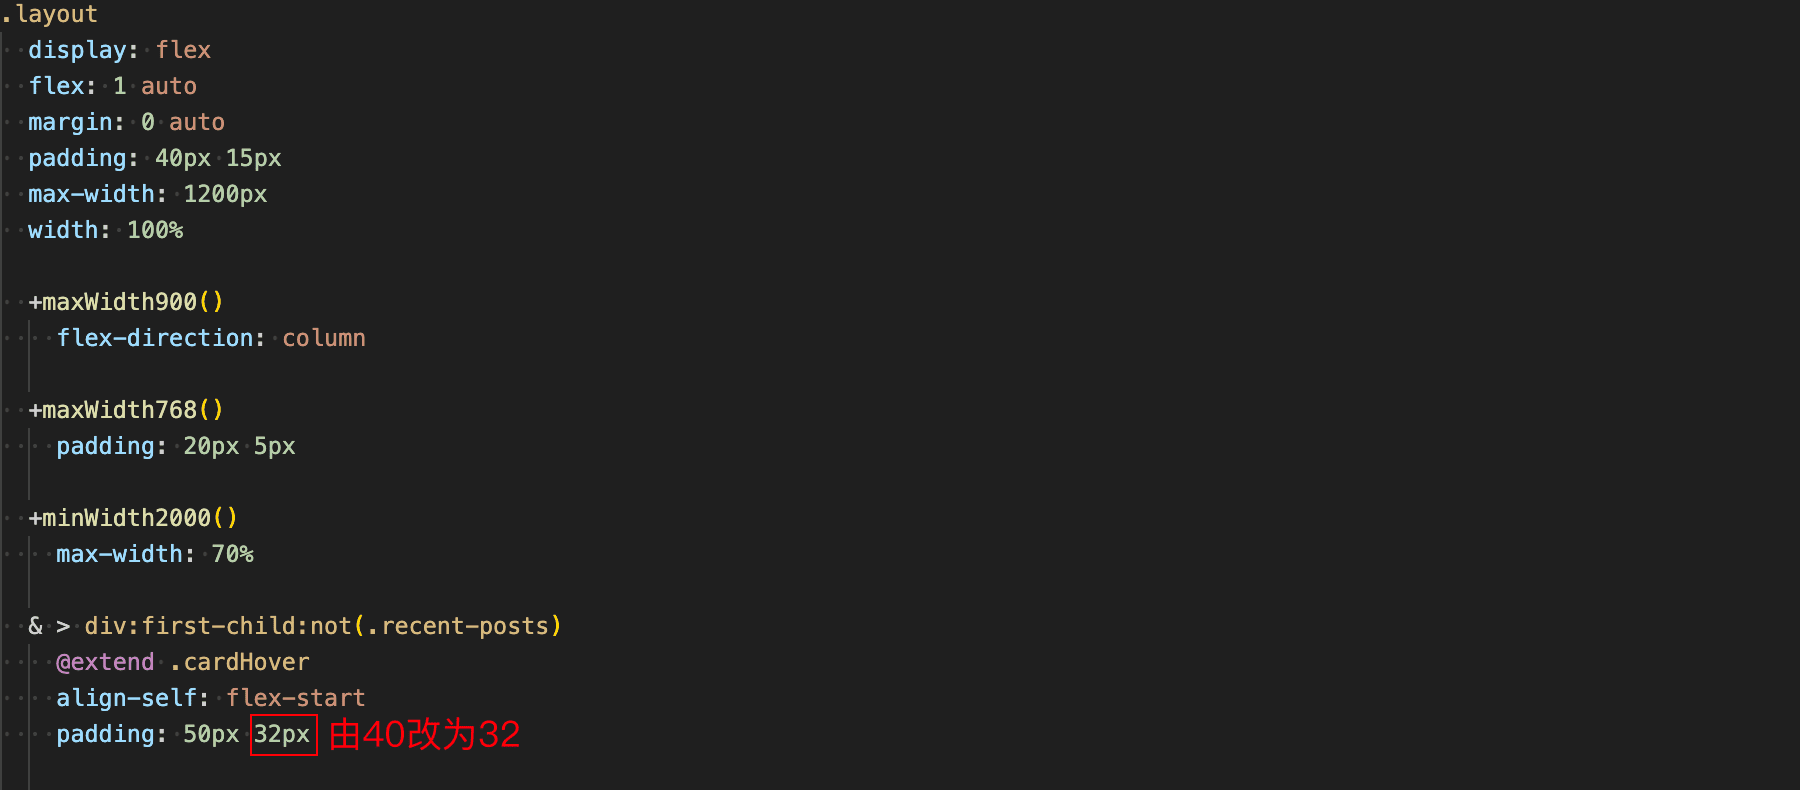 .layout
display: flex
flex: 1 auto
margin: 0 auto
padding: 40px 15px
max-width: 1200px
width: 100%
+maxWidth900()
flex-direction: column
+maxWidth768()
padding: 20px 5px
+minWidth2000()
max-width: 70%
& > div:first-child:not(.recent-posts)
@extend .cardHover
align-self: flex-start
padding: 50px 32px 由40改为32